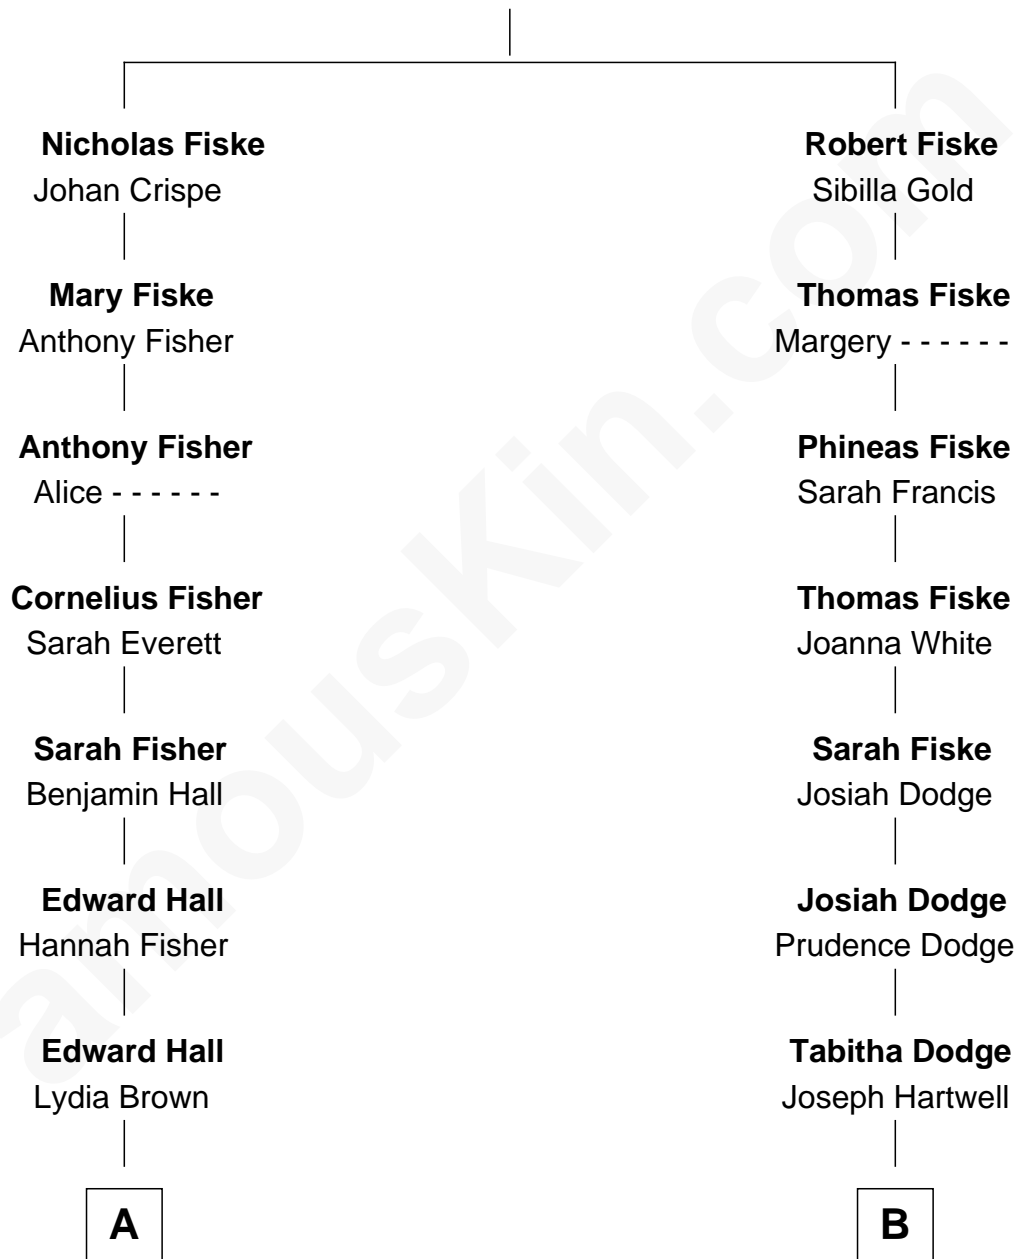 Nicholas Fiske
Johan Crispe
Mary Fiske
Anthony Fisher
Anthony Fisher
Alice - - - - - -
Cornelius Fisher
Sarah Everett
Sarah Fisher
Benjamin Hall
Edward Hall
Hannah Fisher
Edward Hall
Lydia Brown
A
Robert Fiske
Sibilla Gold
Thomas Fiske
Margery - - - - - -
Phineas Fiske
Sarah Francis
Thomas Fiske
Joanna White
Sarah Fiske
Josiah Dodge
Josiah Dodge
Prudence Dodge
Tabitha Dodge
Joseph Hartwell
B
amouskin.com